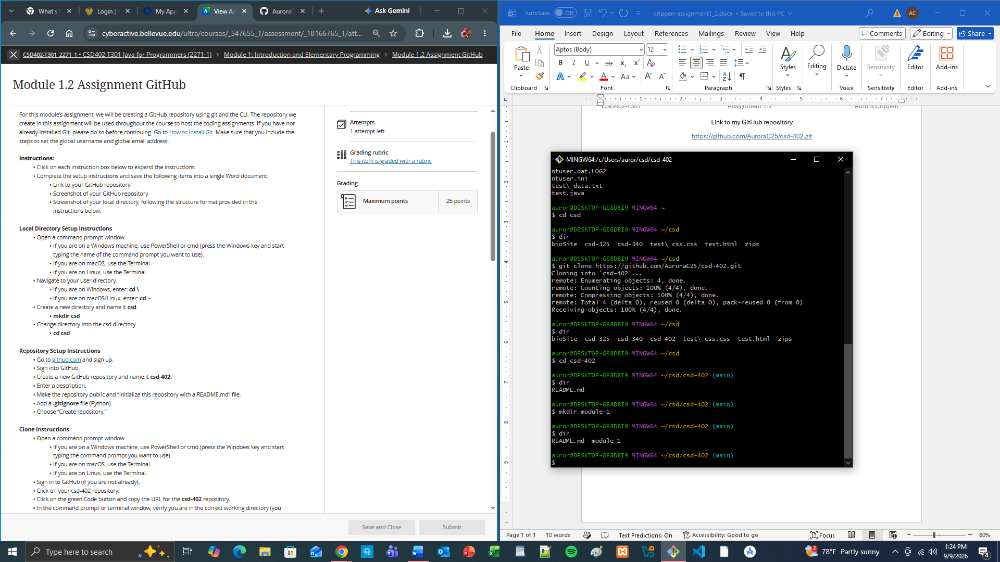 What's I
Login |
My App
View As
Aurora
Ask Gemini
cyberactive.bellevue.edu/ultra/courses/_547655_1/assessment/_18166765_1/att...
CSD402-T301_2271_1 • CSD402-T301 Java for Programmers (2271-1)
Module 1: Introduction and Elementary Programming
Module 1.2 Assignment GitHub
Module 1.2 Assignment GitHub
For this module's assignment, we will be creating a GitHub repository using git and the CLI. The repository we
create in this assignment will be used throughout the course to host the coding assignments. If you have not
already installed Git, please do so before continuing. Go to How to Install Git. Make sure that you include the
steps to set the global username and global email address.
Instructions:
• Click on each instruction box below to expand the instructions.
• Complete the setup instructions and save the following items into a single Word document:
• Link to your GitHub repository
• Screenshot of your GitHub repository
• Screenshot of your local directory, following the structure format provided in the
instructions below.
Local Directory Setup Instructions
• Open a command prompt window.
• If you are on a Windows machine, use PowerShell or cmd (press the Windows key and start
typing the name of the command prompt you want to use).
• If you are on macOS, use the Terminal.
• If you are on Linux, use the Terminal.
• Navigate to your user directory.
• If you are on Windows, enter: cd \
• If you are on macOS/Linux, enter: cd ~
• Create a new directory and name it csd
• mkdir csd
• Change directory into the csd directory.
• cd csd
Repository Setup Instructions
• Go to github.com and sign up.
• Sign into GitHub.
• Create a new GitHub repository and name it csd-402.
• Enter a description.
• Make the repository public and “Initialize this repository with a README.md” file.
• Add a .gitignore file (Python).
• Choose “Create repository.”
Clone Instructions
• Open a command prompt window.
• If you are on a Windows machine, use PowerShell or cmd (press the Windows key and start
typing the command prompt you want to use).
• If you are on macOS, use the Terminal.
• If you are on Linux, use the Terminal.
• Sign in to GitHub (if you are not already).
• Click on your csd-402 repository.
• Click on the green Code button and copy the URL for the csd-402 repository.
• In the command prompt or terminal window, verify you are in the correct working directory (you
Attempts
1 attempt left
Grading rubric
This item is graded with a rubric
Grading
Maximum points
25 points
Save and Close
Submit
AutoSave
Off
crippen-assignment1_2.docx • Saved to this PC
AC
File
Home
Insert
Design
Layout
References
Mailings
Review
View
Help
Comments
Editing
Share
Paste
Clipboard
Aptos (Body)
12
Font
Paragraph
Styles
Styles
Editing
Dictate
Voice
Sensitivity
Sensitivity
Editor
Editor
Add-ins
Add-ins
1 2 3 4 5 6 7
CSD402-T301
Assignment 1.2
Aurora Crippen
Link to my GitHub repository
https://github.com/AuroraC25/csd-402.git
MINGW64:/c/Users/auror/csd/csd-402
ntuser.dat.LOG2
ntuser.ini
test\ data.txt
test.java
auror@DESKTOP-GE8D8I9 MINGW64 ~
$ cd csd
auror@DESKTOP-GE8D8I9 MINGW64 ~/csd
$ dir
bioSite csd-325 csd-340 test\ css.css test.html zips
auror@DESKTOP-GE8D8I9 MINGW64 ~/csd
$ git clone https://github.com/AuroraC25/csd-402.git
Cloning into 'csd-402'...
remote: Enumerating objects: 4, done.
remote: Counting objects: 100% (4/4), done.
remote: Compressing objects: 100% (4/4), done.
remote: Total 4 (delta 0), reused 0 (delta 0), pack-reused 0 (from 0)
Receiving objects: 100% (4/4), done.
auror@DESKTOP-GE8D8I9 MINGW64 ~/csd
$ dir
bioSite csd-325 csd-340 csd-402 test\ css.css test.html zips
auror@DESKTOP-GE8D8I9 MINGW64 ~/csd
$ cd csd-402
auror@DESKTOP-GE8D8I9 MINGW64 ~/csd/csd-402 (main)
$ dir
README.md
auror@DESKTOP-GE8D8I9 MINGW64 ~/csd/csd-402 (main)
$ mkdir module-1
auror@DESKTOP-GE8D8I9 MINGW64 ~/csd/csd-402 (main)
$ dir
README.md module-1
auror@DESKTOP-GE8D8I9 MINGW64 ~/csd/csd-402 (main)
$
Page 1 of 1
10 words
Text Predictions: On
Accessibility: Good to go
Focus
80%
Type here to search
78°F Partly sunny
1:24 PM
9/9/2026
4